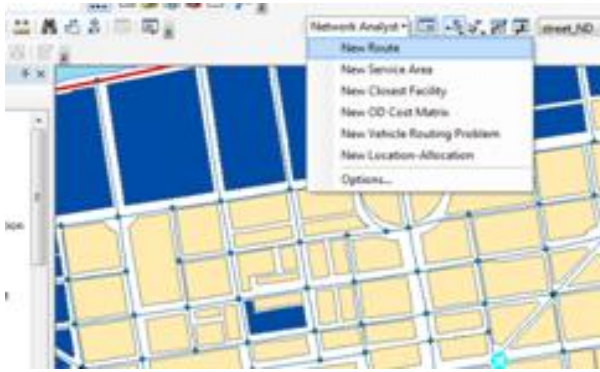 Network Analyst
street_ND
New Route
New Service Area
New Closest Facility
New OD Cost Matrix
New Vehicle Routing Problem
New Location-Allocation
Options...